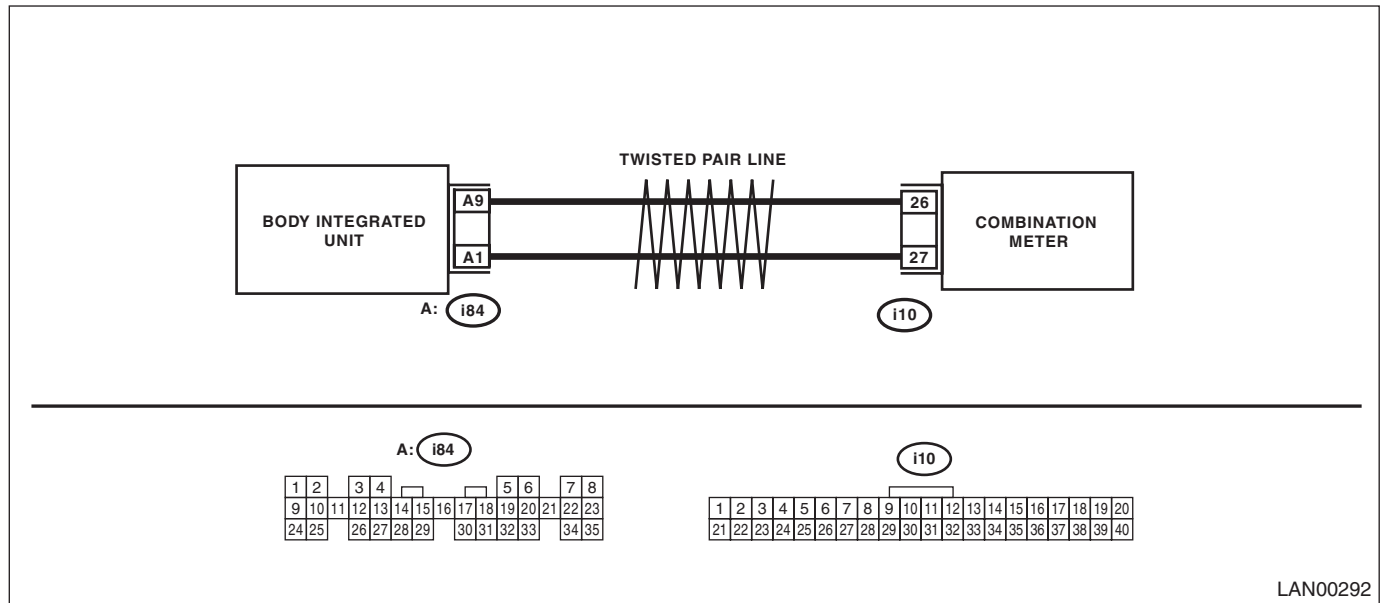 TWISTED PAIR LINE
BODY INTEGRATED
UNIT
A9
A1
26
27
COMBINATION
METER
A: i84
i10
A: i84
1 2 3 4 5 6 7 8
9 10 11 12 13 14 15 16 17 18 19 20 21 22 23
24 25 26 27 28 29 30 31 32 33 34 35
i10
1 2 3 4 5 6 7 8 9 10 11 12 13 14 15 16 17 18 19 20
21 22 23 24 25 26 27 28 29 30 31 32 33 34 35 36 37 38 39 40
LAN00292